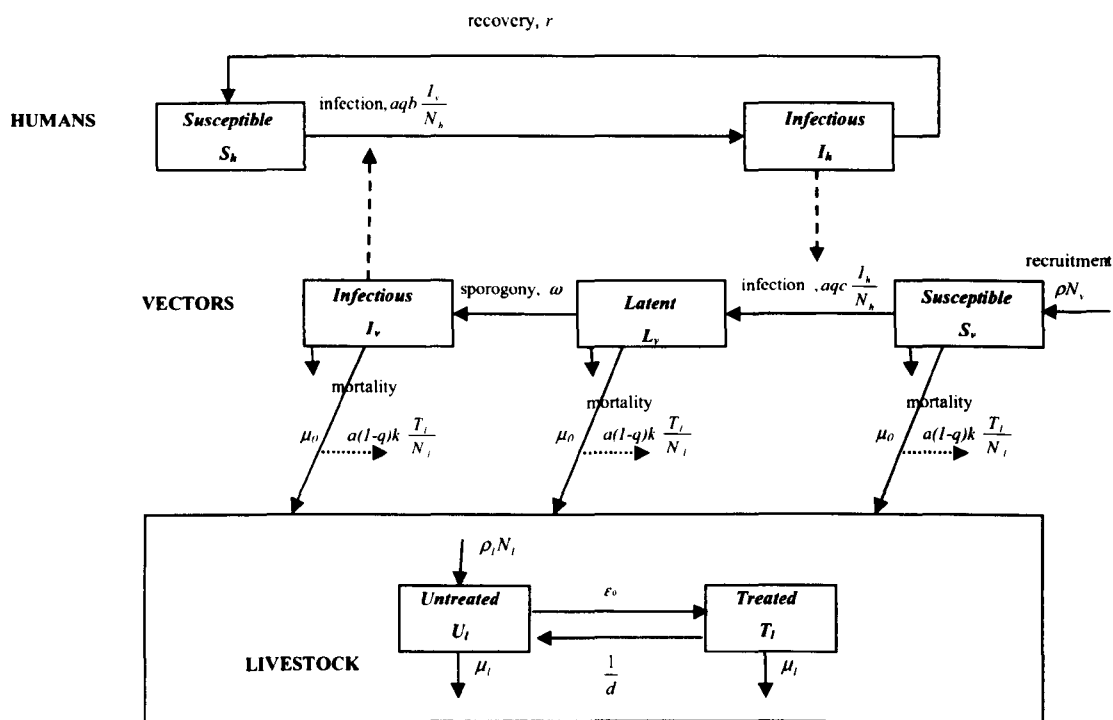 recovery, r
HUMANS
Susceptible
S_h
infection, aqb I_v / N_h
Infectious
I_h
VECTORS
Infectious
I_v
sporogony, ω
Latent
L_v
infection , aqc I_h / N_h
Susceptible
S_v
recruitment
ρN_v
mortality
μ_0
a(1-q)k T_l / N_l
mortality
μ_0
a(1-q)k T_l / N_l
mortality
μ_0
a(1-q)k T_l / N_l
ρ_l N_l
Untreated
U_l
ε_0
Treated
T_l
1 / d
μ_l
μ_l
LIVESTOCK